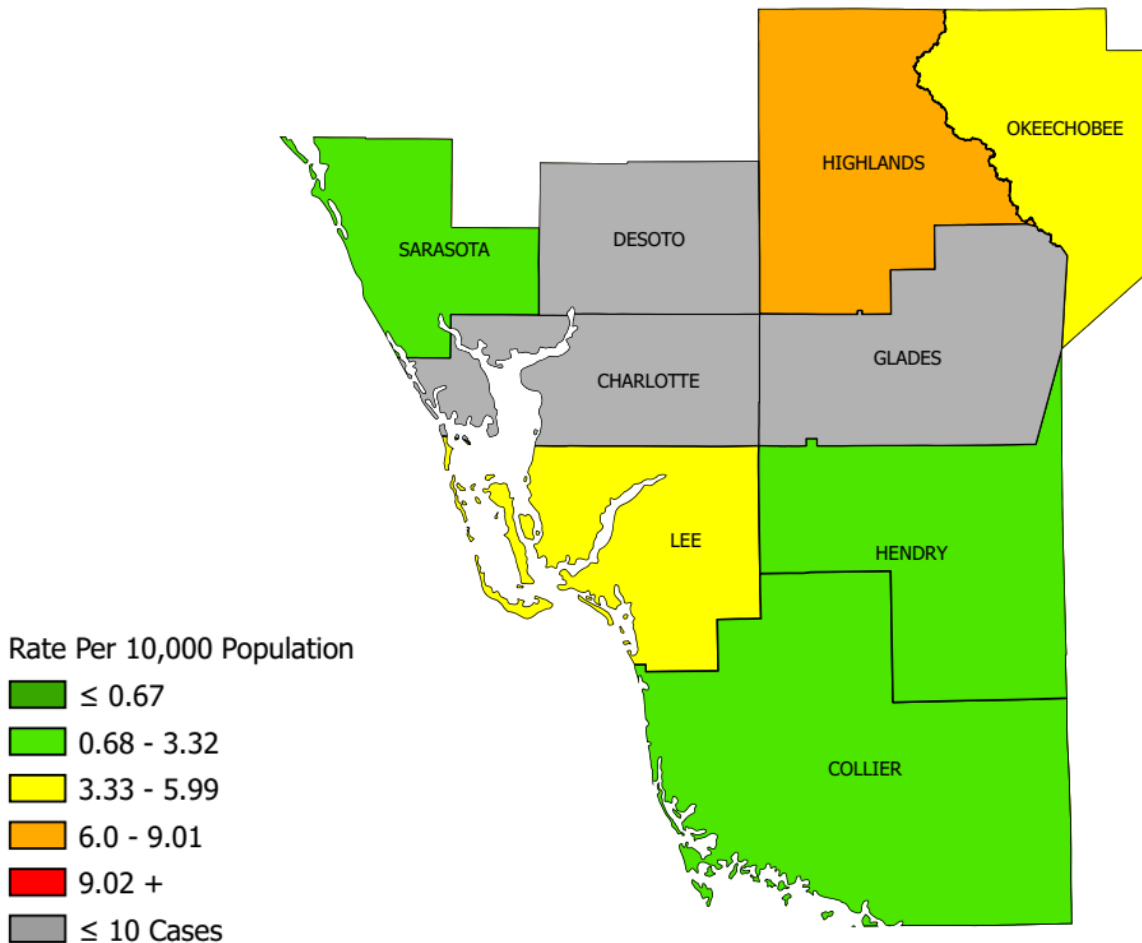 OKEECHOBEE
HIGHLANDS
DESOTO
SARASOTA
GLADES
CHARLOTTE
LEE
HENDRY
COLLIER
Rate Per 10,000 Population
≤ 0.67
0.68 - 3.32
3.33 - 5.99
6.0 - 9.01
9.02 +
≤ 10 Cases